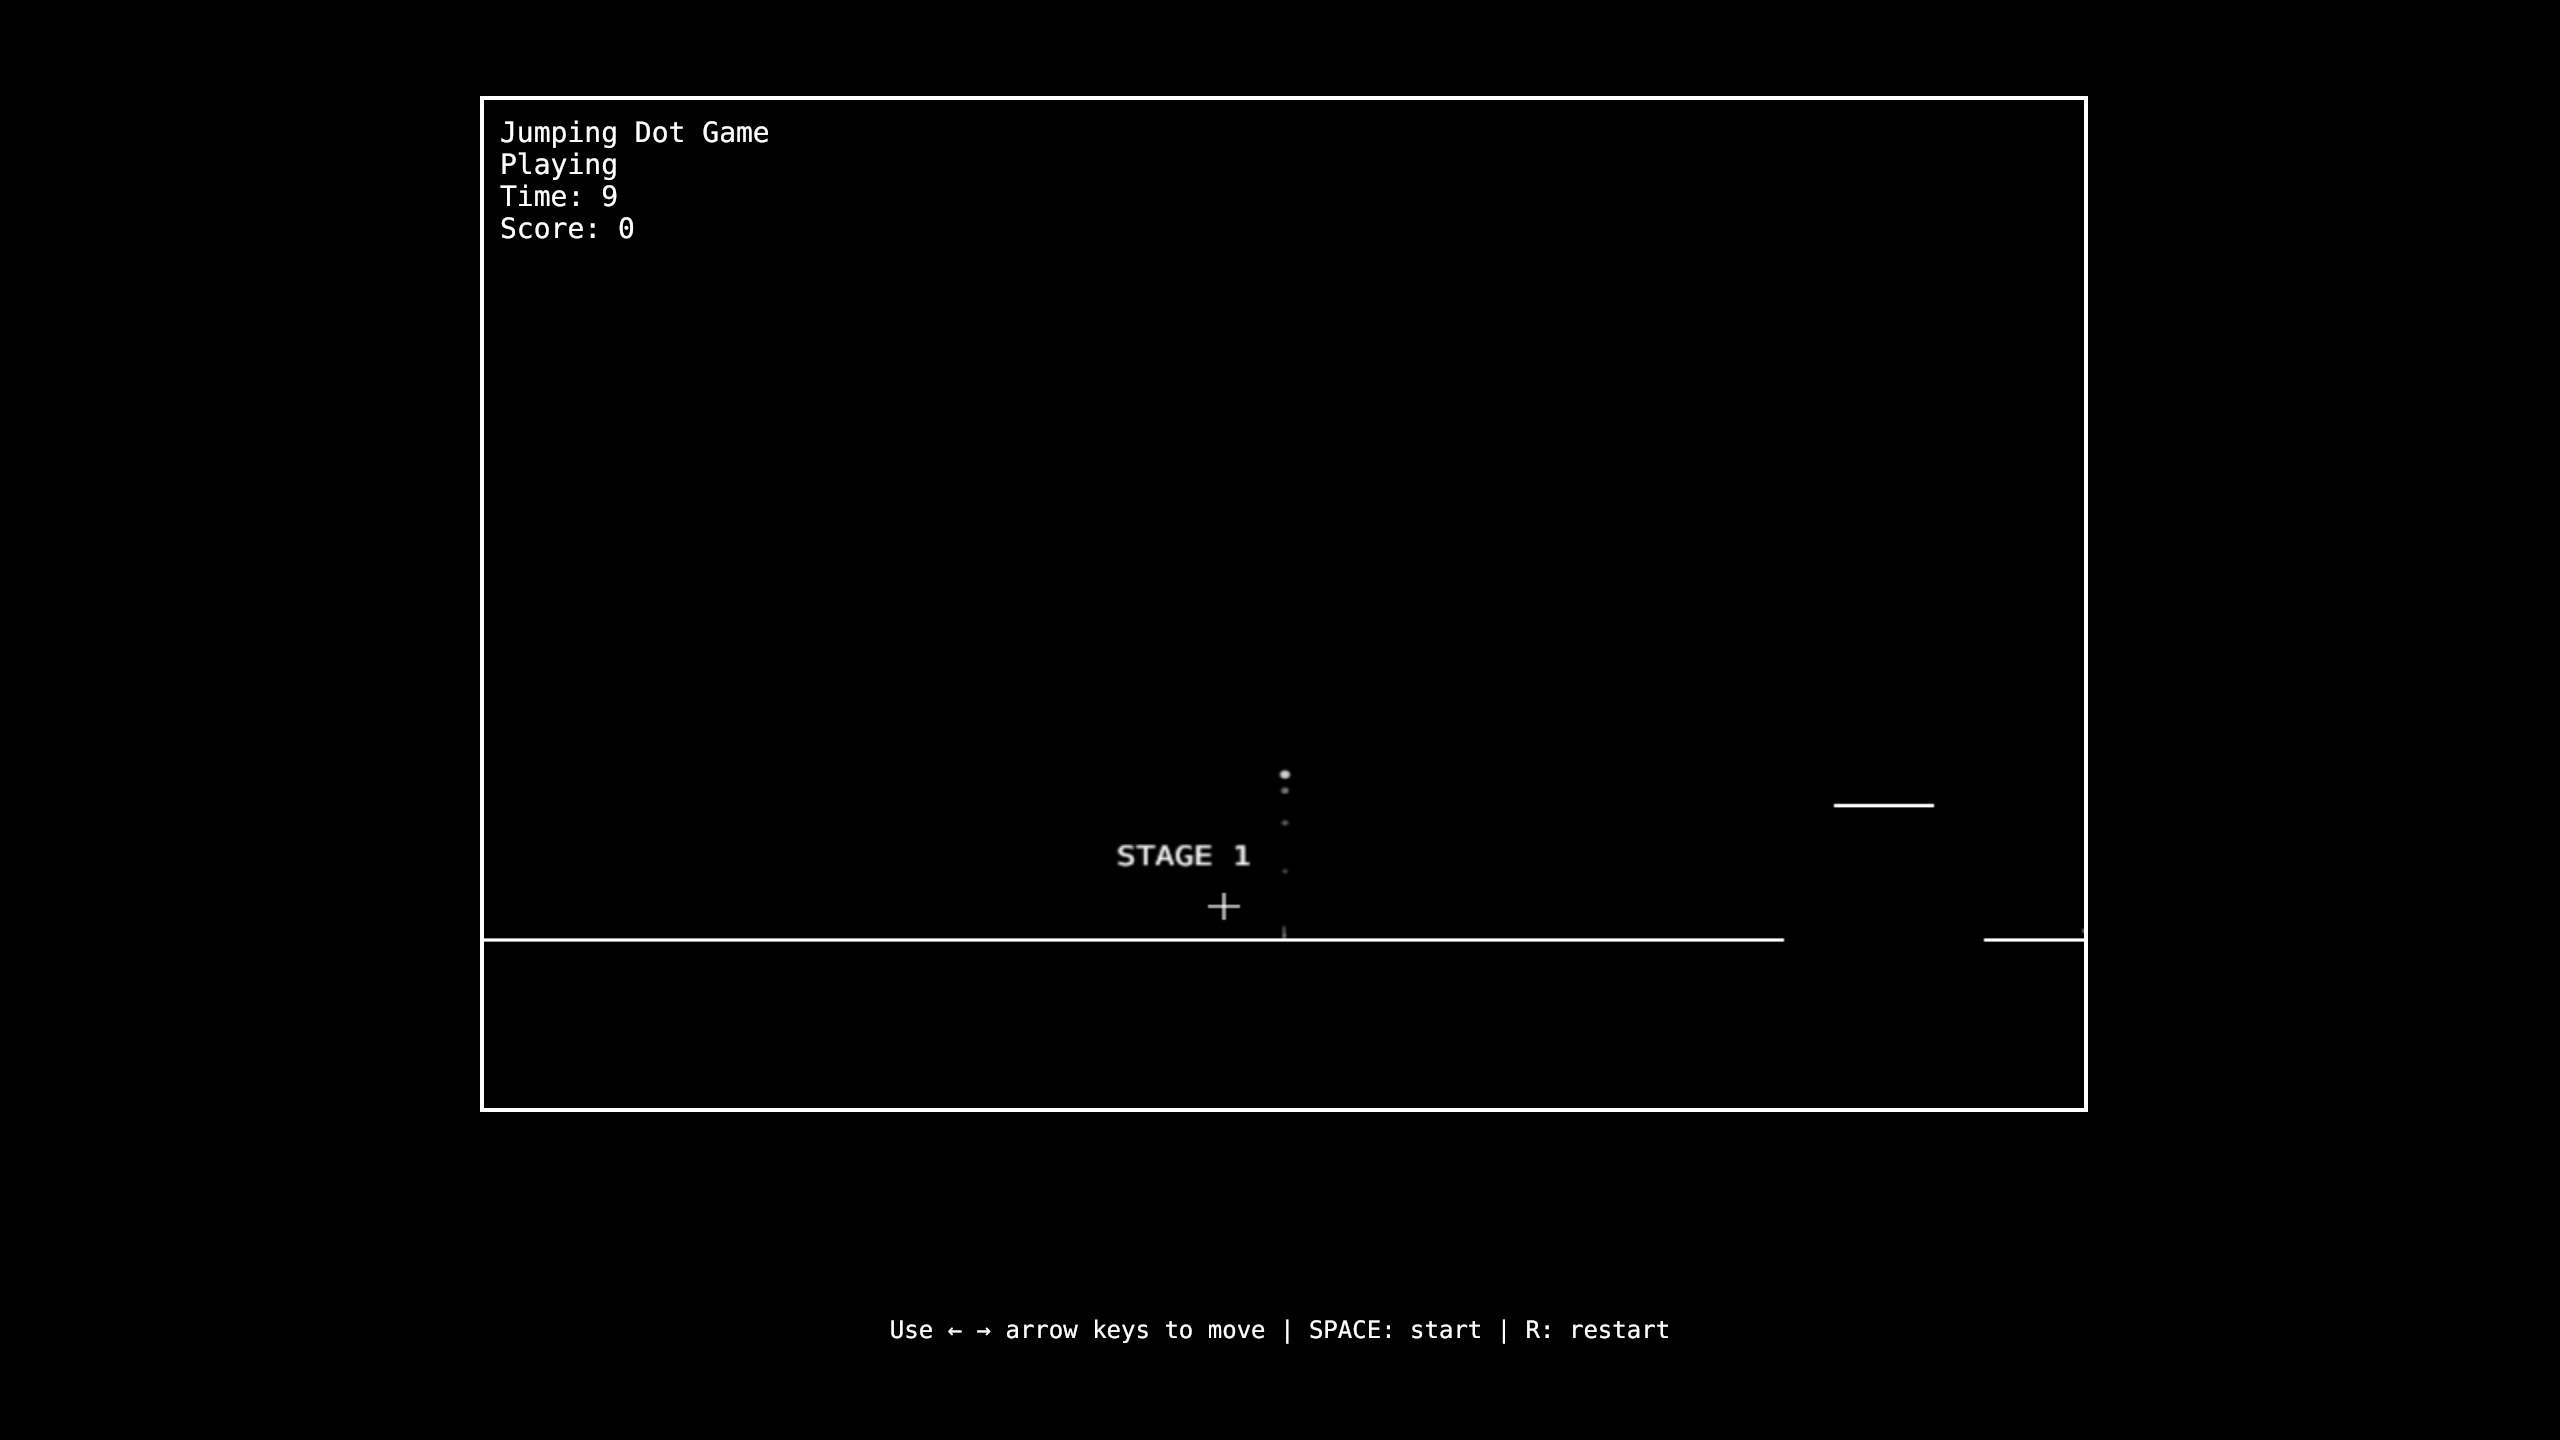 Jumping Dot Game
Playing
Time: 9
Score: 0
STAGE 1
Use ← → arrow keys to move | SPACE: start | R: restart